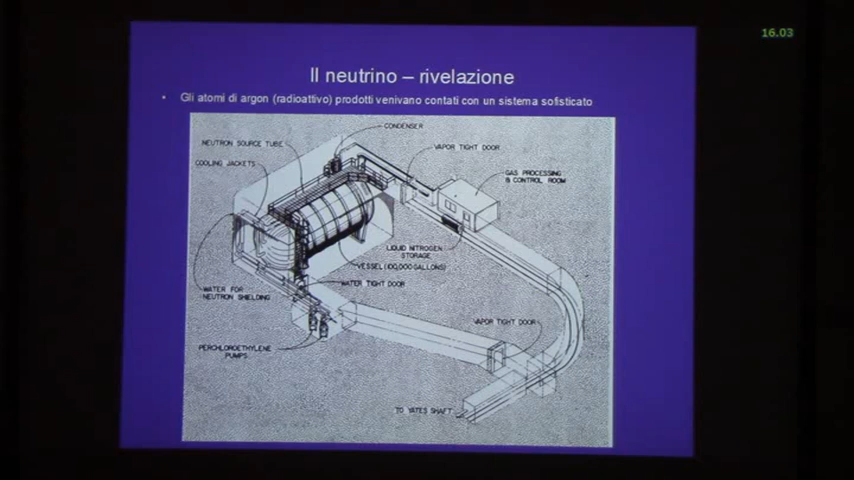 16.03
Il neutrino – rivelazione
• Gli atomi di argon (radioattivo) prodotti venivano contati con un sistema sofisticato
CONDENSER
NEUTRON SOURCE TUBE
VAPOR TIGHT DOOR
COOLING JACKETS
GAS PROCESSING
& CONTROL ROOM
LIQUID NITROGEN
STORAGE
VESSEL (100,000 GALLONS)
WATER TIGHT DOOR
WATER FOR
NEUTRON SHIELDING
VAPOR TIGHT DOOR
PERCHLOROETHYLENE
PUMPS
TO YATES SHAFT